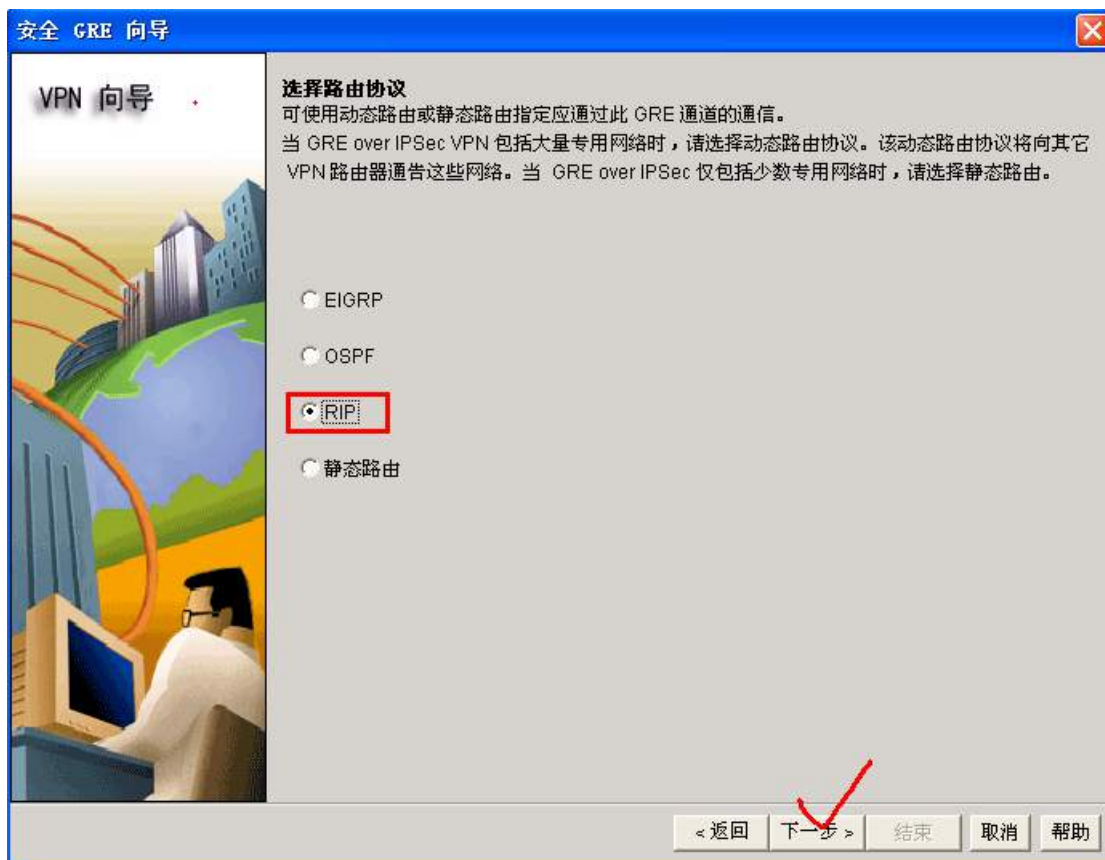 安全 GRE 向导
VPN 向导
选择路由协议
可使用动态路由或静态路由指定应通过此 GRE 通道的通信。
当 GRE over IPSec VPN 包括大量专用网络时，请选择动态路由协议。该动态路由协议将向其它
VPN 路由器通告这些网络。当 GRE over IPSec 仅包括少数专用网络时，请选择静态路由。
EIGRP
OSPF
RIP
静态路由
<返回 下一步> 结束 取消 帮助